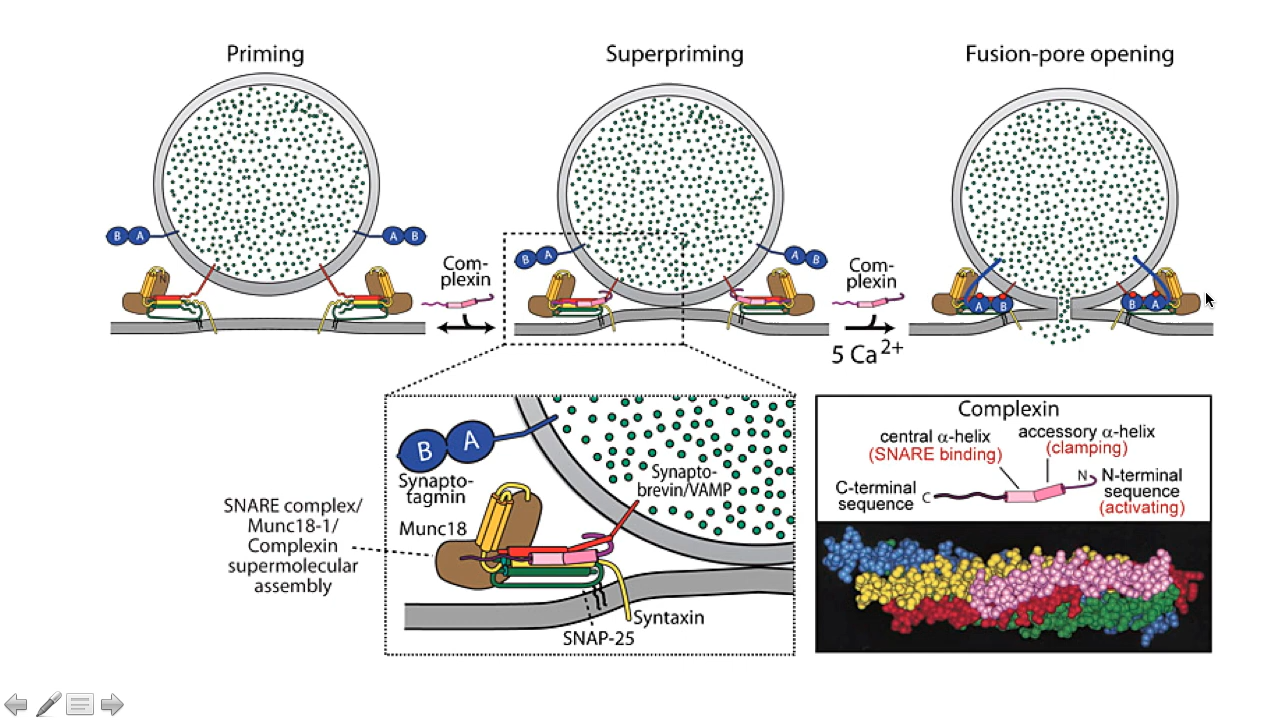 Priming
Superpriming
Fusion-pore opening
B A
A B
N
Com-
plexin
B A
A B
Com-
plexin
5 Ca2+
A B
B A
B A
Synapto-
tagmin
Munc18
Synapto-
brevin/VAMP
Syntaxin
SNAP-25
SNARE complex/
Munc18-1/
Complexin
supermolecular
assembly
Complexin
central α-helix
(SNARE binding)
accessory α-helix
(clamping)
C-terminal
sequence
C
N
N-terminal
sequence
(activating)